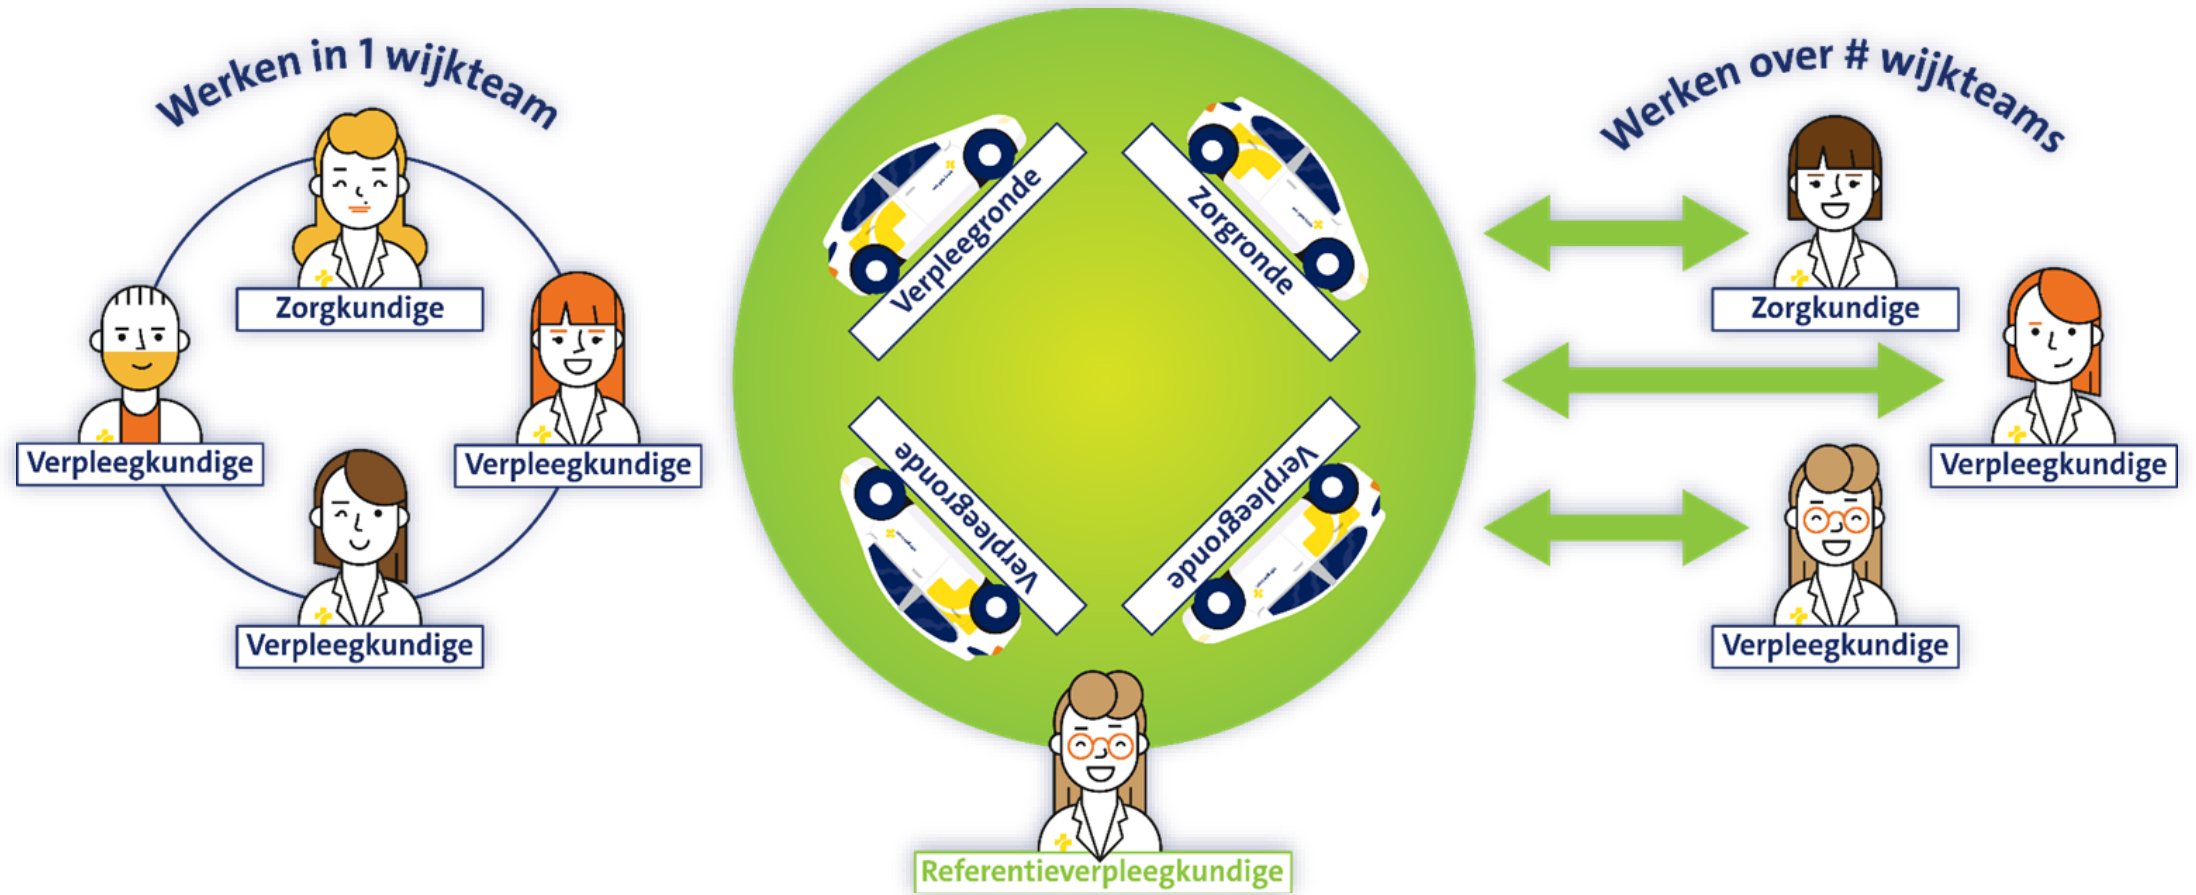 Werken in 1 wijkteam
Zorgkundige
Verpleegkundige
Verpleegkundige
Verpleegkundige
Verpleegronde
Zorgronde
Verpleegronde
Verpleegronde
Referentieverpleegkundige
Werken over # wijkteams
Zorgkundige
Verpleegkundige
Verpleegkundige